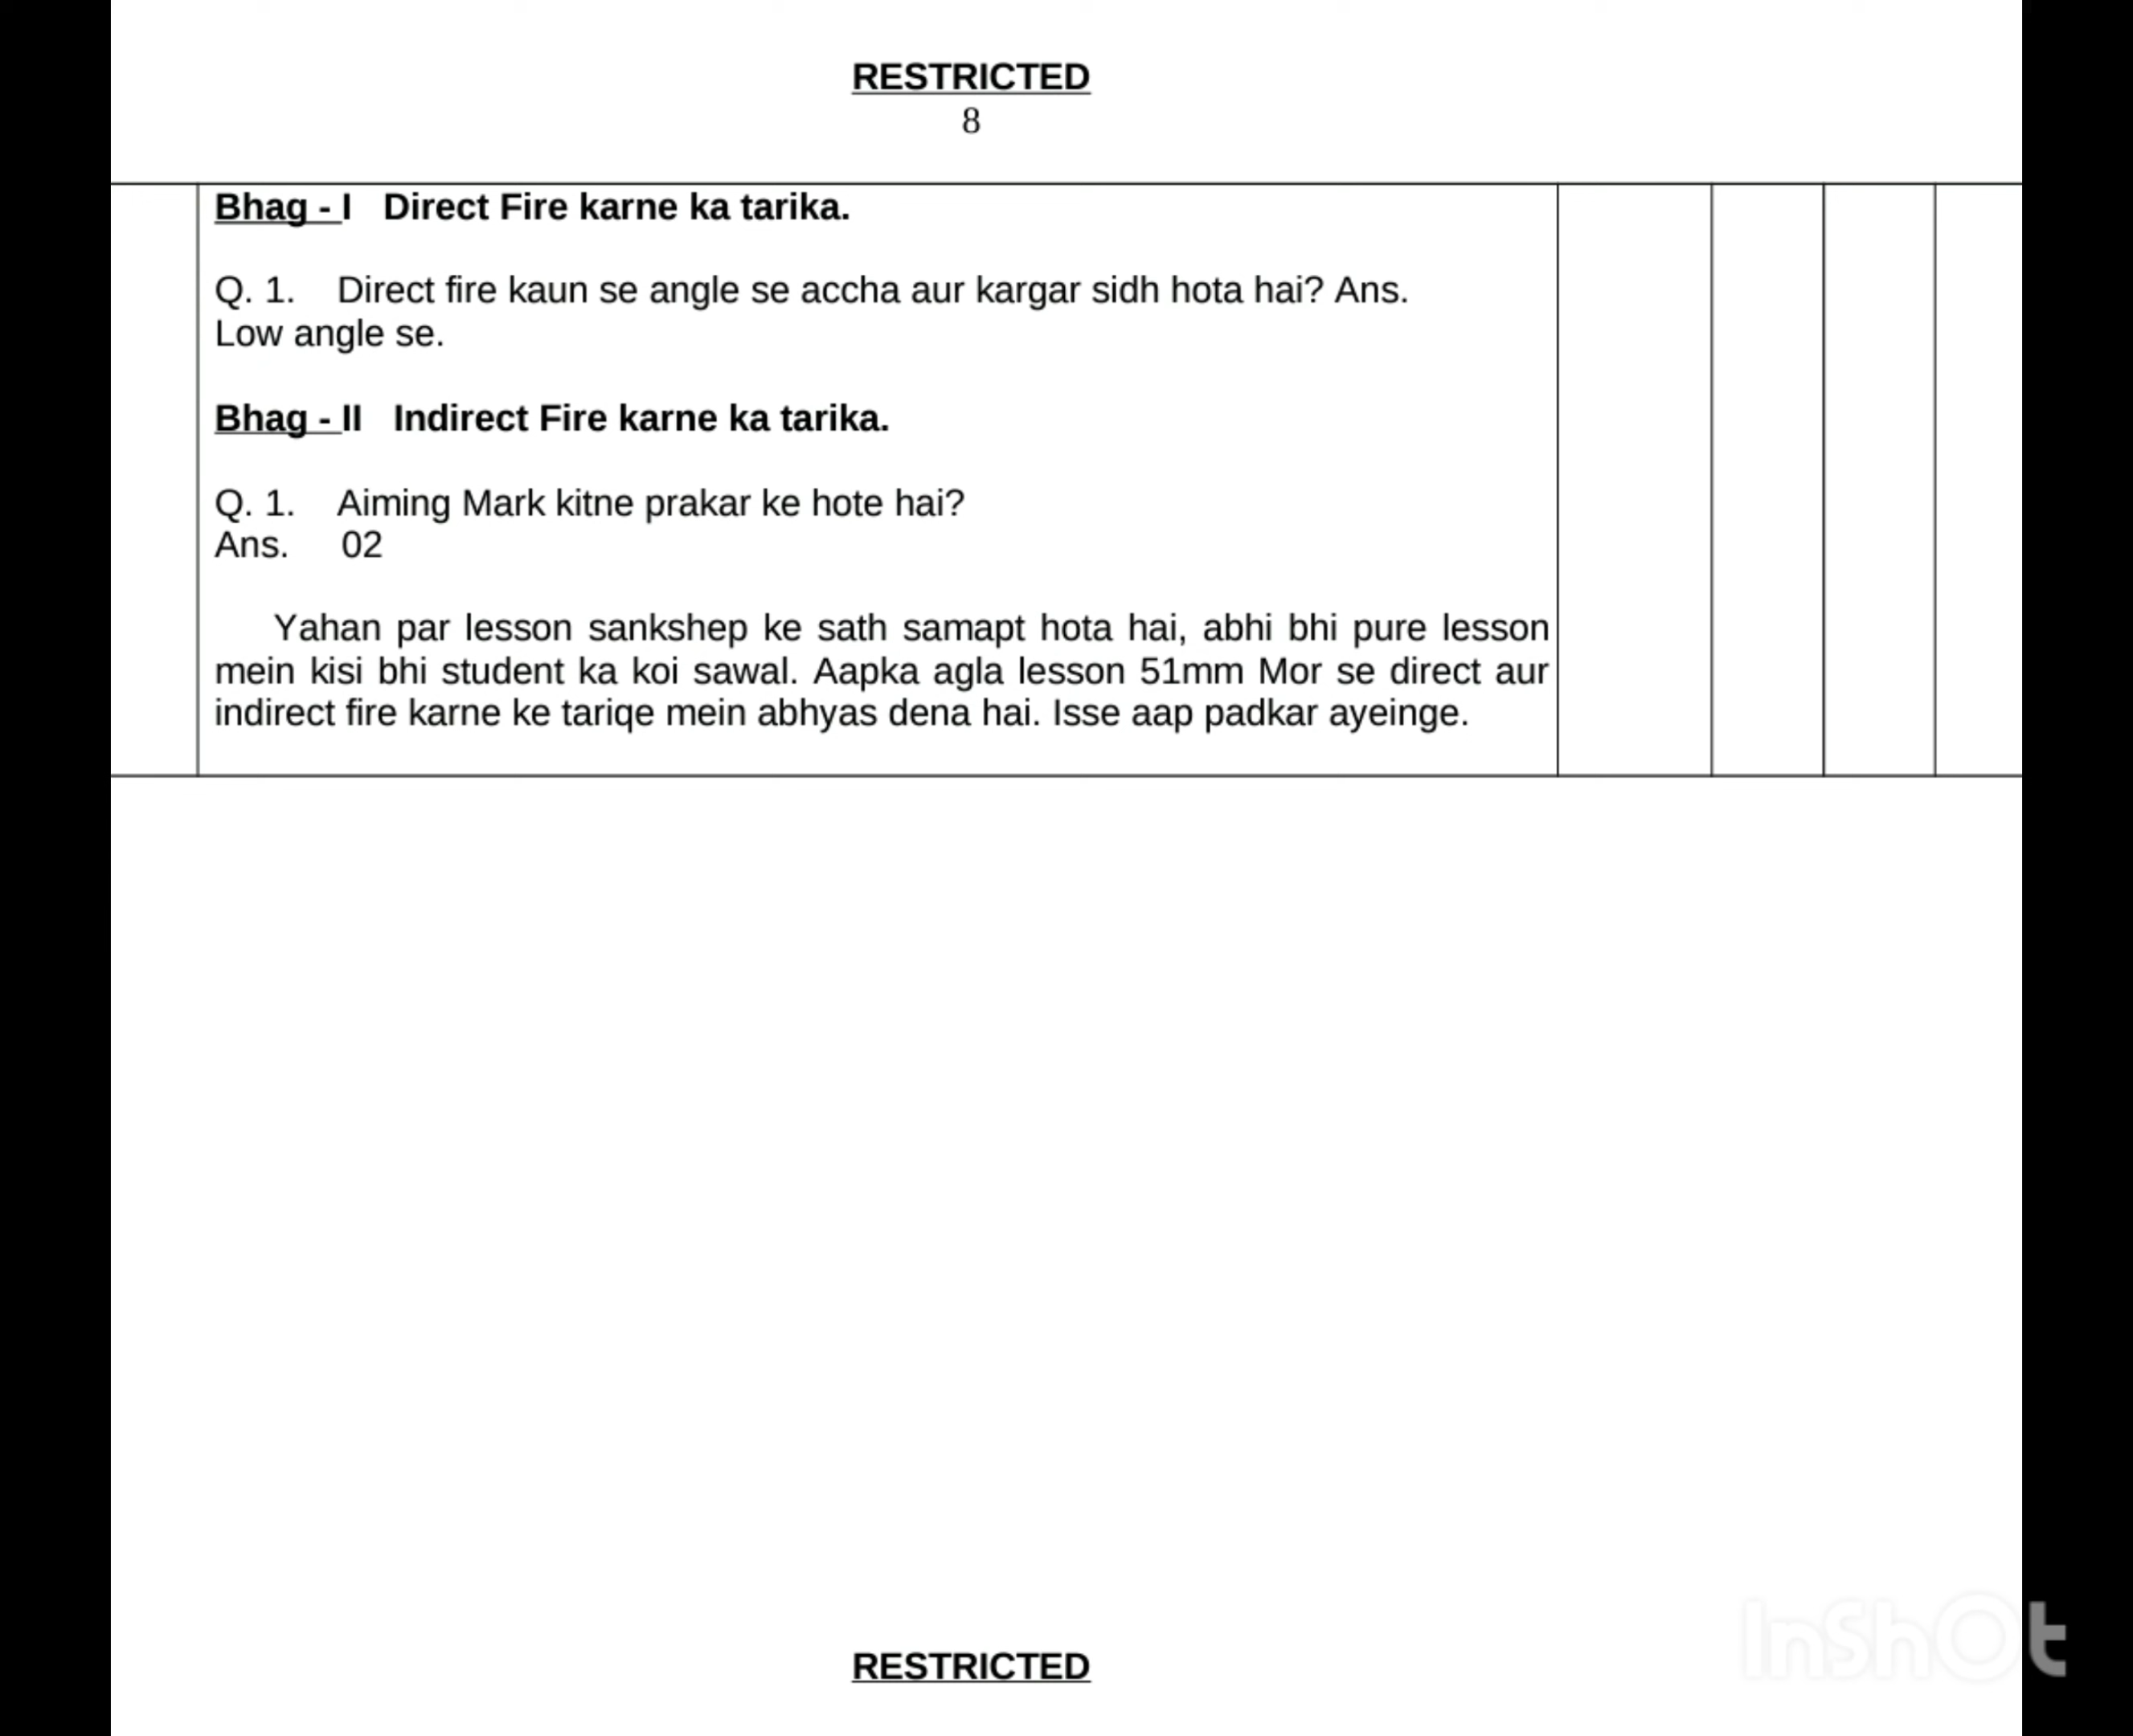 RESTRICTED
8
Bhag - I Direct Fire karne ka tarika.
Q. 1. Direct fire kaun se angle se accha aur kargar sidh hota hai? Ans.
Low angle se.
Bhag - II Indirect Fire karne ka tarika.
Q. 1. Aiming Mark kitne prakar ke hote hai?
Ans. 02
Yahan par lesson sankshep ke sath samapt hota hai, abhi bhi pure lesson
mein kisi bhi student ka koi sawal. Aapka agla lesson 51mm Mor se direct aur
indirect fire karne ke tariqe mein abhyas dena hai. Isse aap padkar ayeinge.
InShOt
RESTRICTED